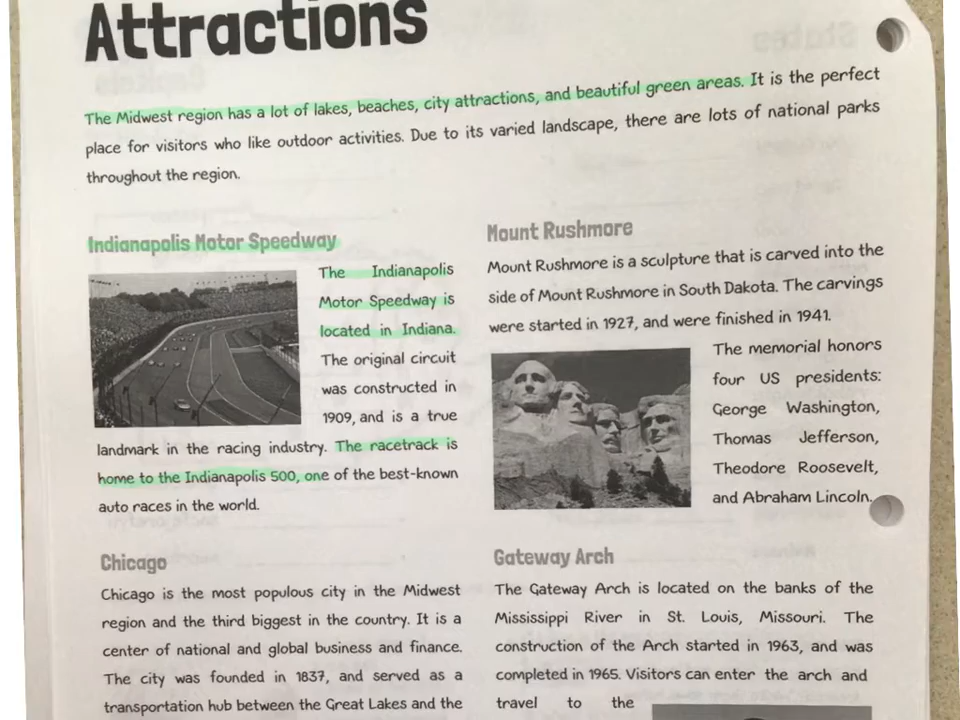 Attractions
The Midwest region has a lot of lakes, beaches, city attractions, and beautiful green areas. It is the perfect
place for visitors who like outdoor activities. Due to its varied landscape, there are lots of national parks
throughout the region.
Indianapolis Motor Speedway
The Indianapolis
Motor Speedway is
located in Indiana.
The original circuit
was constructed in
1909, and is a true
landmark in the racing industry. The racetrack is
home to the Indianapolis 500, one of the best-known
auto races in the world.
Mount Rushmore
Mount Rushmore is a sculpture that is carved into the
side of Mount Rushmore in South Dakota. The carvings
were started in 1927, and were finished in 1941.
The memorial honors
four US presidents:
George Washington,
Thomas Jefferson,
Theodore Roosevelt,
and Abraham Lincoln.
Chicago
Chicago is the most populous city in the Midwest
region and the third biggest in the country. It is a
center of national and global business and finance.
The city was founded in 1837, and served as a
transportation hub between the Great Lakes and the
Gateway Arch
The Gateway Arch is located on the banks of the
Mississippi River in St. Louis, Missouri. The
construction of the Arch started in 1963, and was
completed in 1965. Visitors can enter the arch and
travel to the